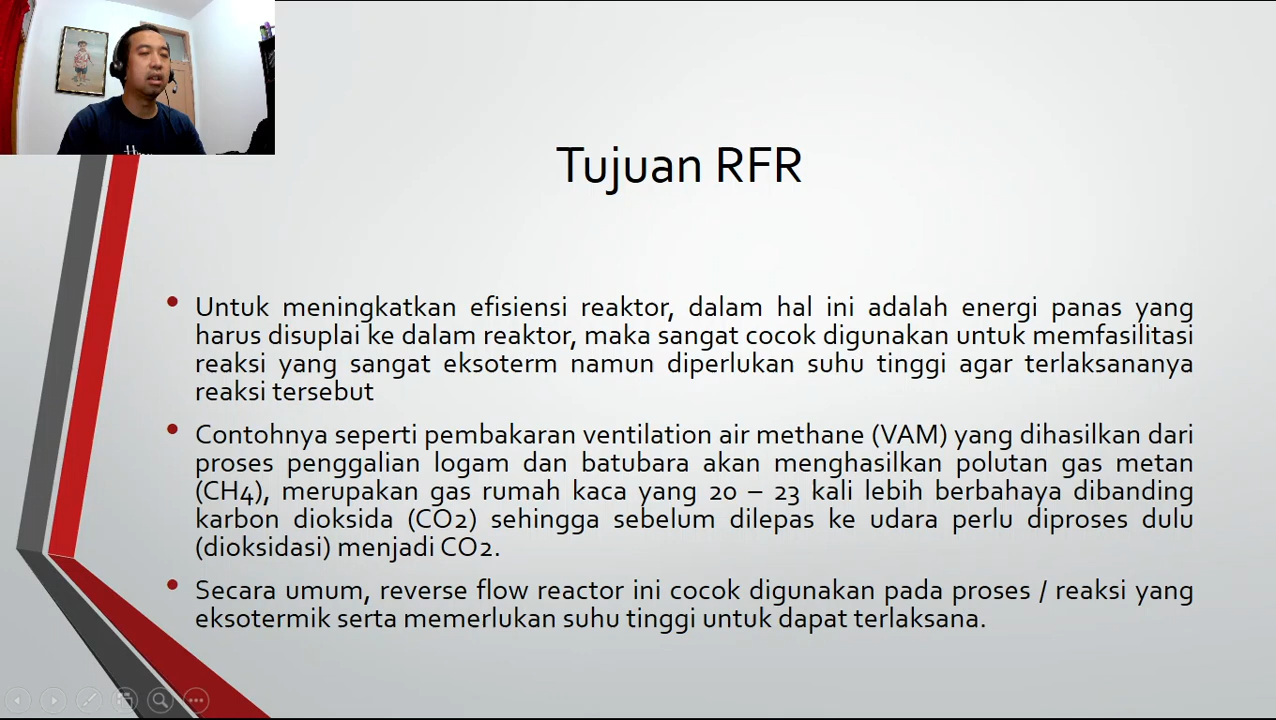 Tujuan RFR
• Untuk meningkatkan efisiensi reaktor, dalam hal ini adalah energi panas yang
harus disuplai ke dalam reaktor, maka sangat cocok digunakan untuk memfasilitasi
reaksi yang sangat eksoterm namun diperlukan suhu tinggi agar terlaksananya
reaksi tersebut
• Contohnya seperti pembakaran ventilation air methane (VAM) yang dihasilkan dari
proses penggalian logam dan batubara akan menghasilkan polutan gas metan
(CH4), merupakan gas rumah kaca yang 20 – 23 kali lebih berbahaya dibanding
karbon dioksida (CO2) sehingga sebelum dilepas ke udara perlu diproses dulu
(dioksidasi) menjadi CO2.
• Secara umum, reverse flow reactor ini cocok digunakan pada proses / reaksi yang
eksotermik serta memerlukan suhu tinggi untuk dapat terlaksana.